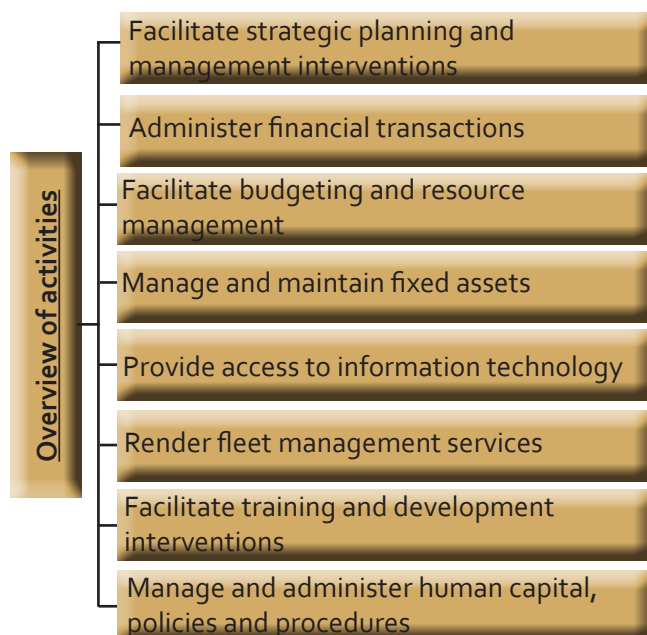 Overview of activities
Facilitate strategic planning and
management interventions
Administer financial transactions
Facilitate budgeting and resource
management
Manage and maintain fixed assets
Provide access to information technology
Render fleet management services
Facilitate training and development
interventions
Manage and administer human capital,
policies and procedures